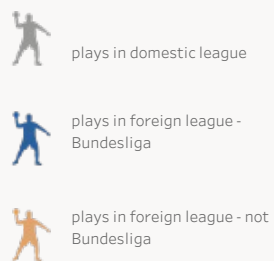 plays in domestic league
plays in foreign league -
Bundesliga
plays in foreign league - not
Bundesliga